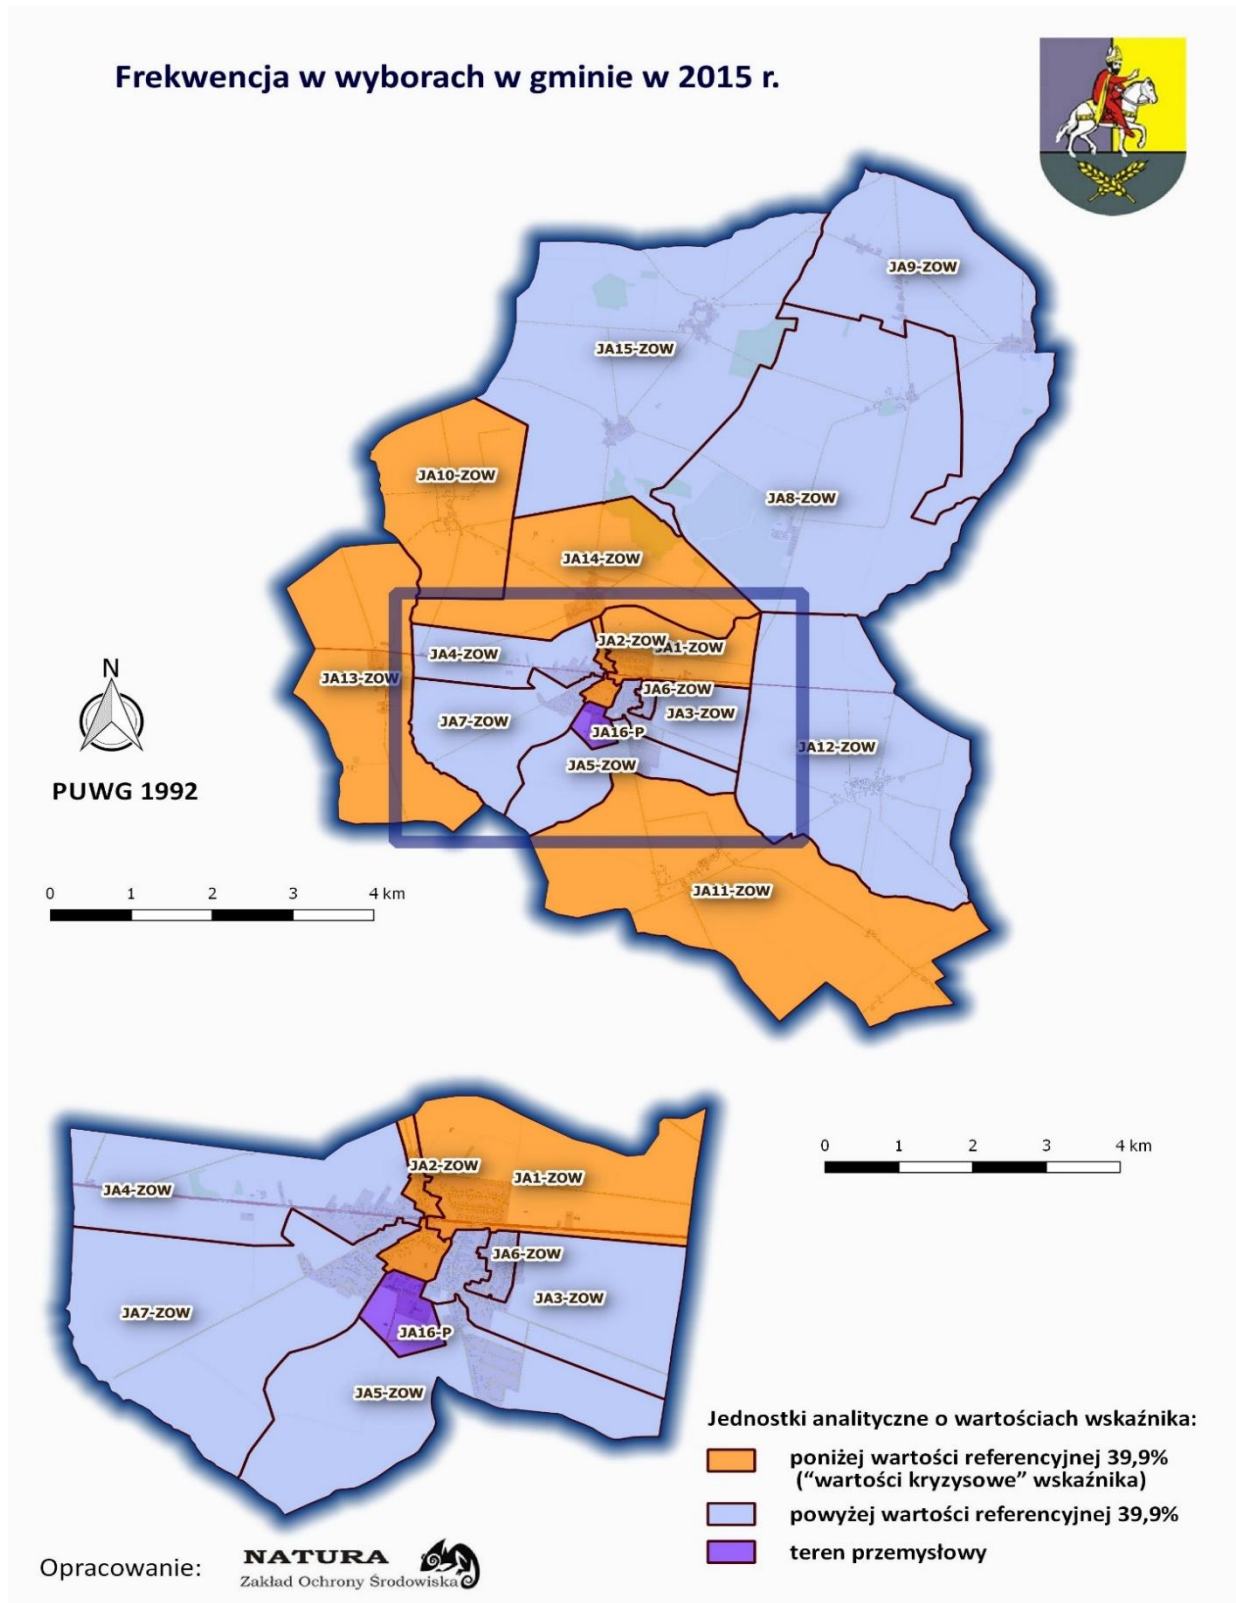 Frekwencja w wyborach w gminie w 2015 r.
JA9-ZOW
JA15-ZOW
JA10-ZOW
JA8-ZOW
JA14-ZOW
JA2-ZOW
JA1-ZOW
JA4-ZOW
JA13-ZOW
JA6-ZOW
JA3-ZOW
JA7-ZOW
JA16-P
JA12-ZOW
JA5-ZOW
JA11-ZOW
N
PUWG 1992
0 1 2 3 4 km
JA2-ZOW
JA1-ZOW
JA4-ZOW
JA6-ZOW
JA3-ZOW
JA7-ZOW
JA16-P
JA5-ZOW
0 1 2 3 4 km
Jednostki analityczne o wartościach wskaźnika:
poniżej wartości referencyjnej 39,9%
(“wartości kryzysowe” wskaźnika)
powyżej wartości referencyjnej 39,9%
teren przemysłowy
Opracowanie:
NATURA
Zakład Ochrony Środowiska